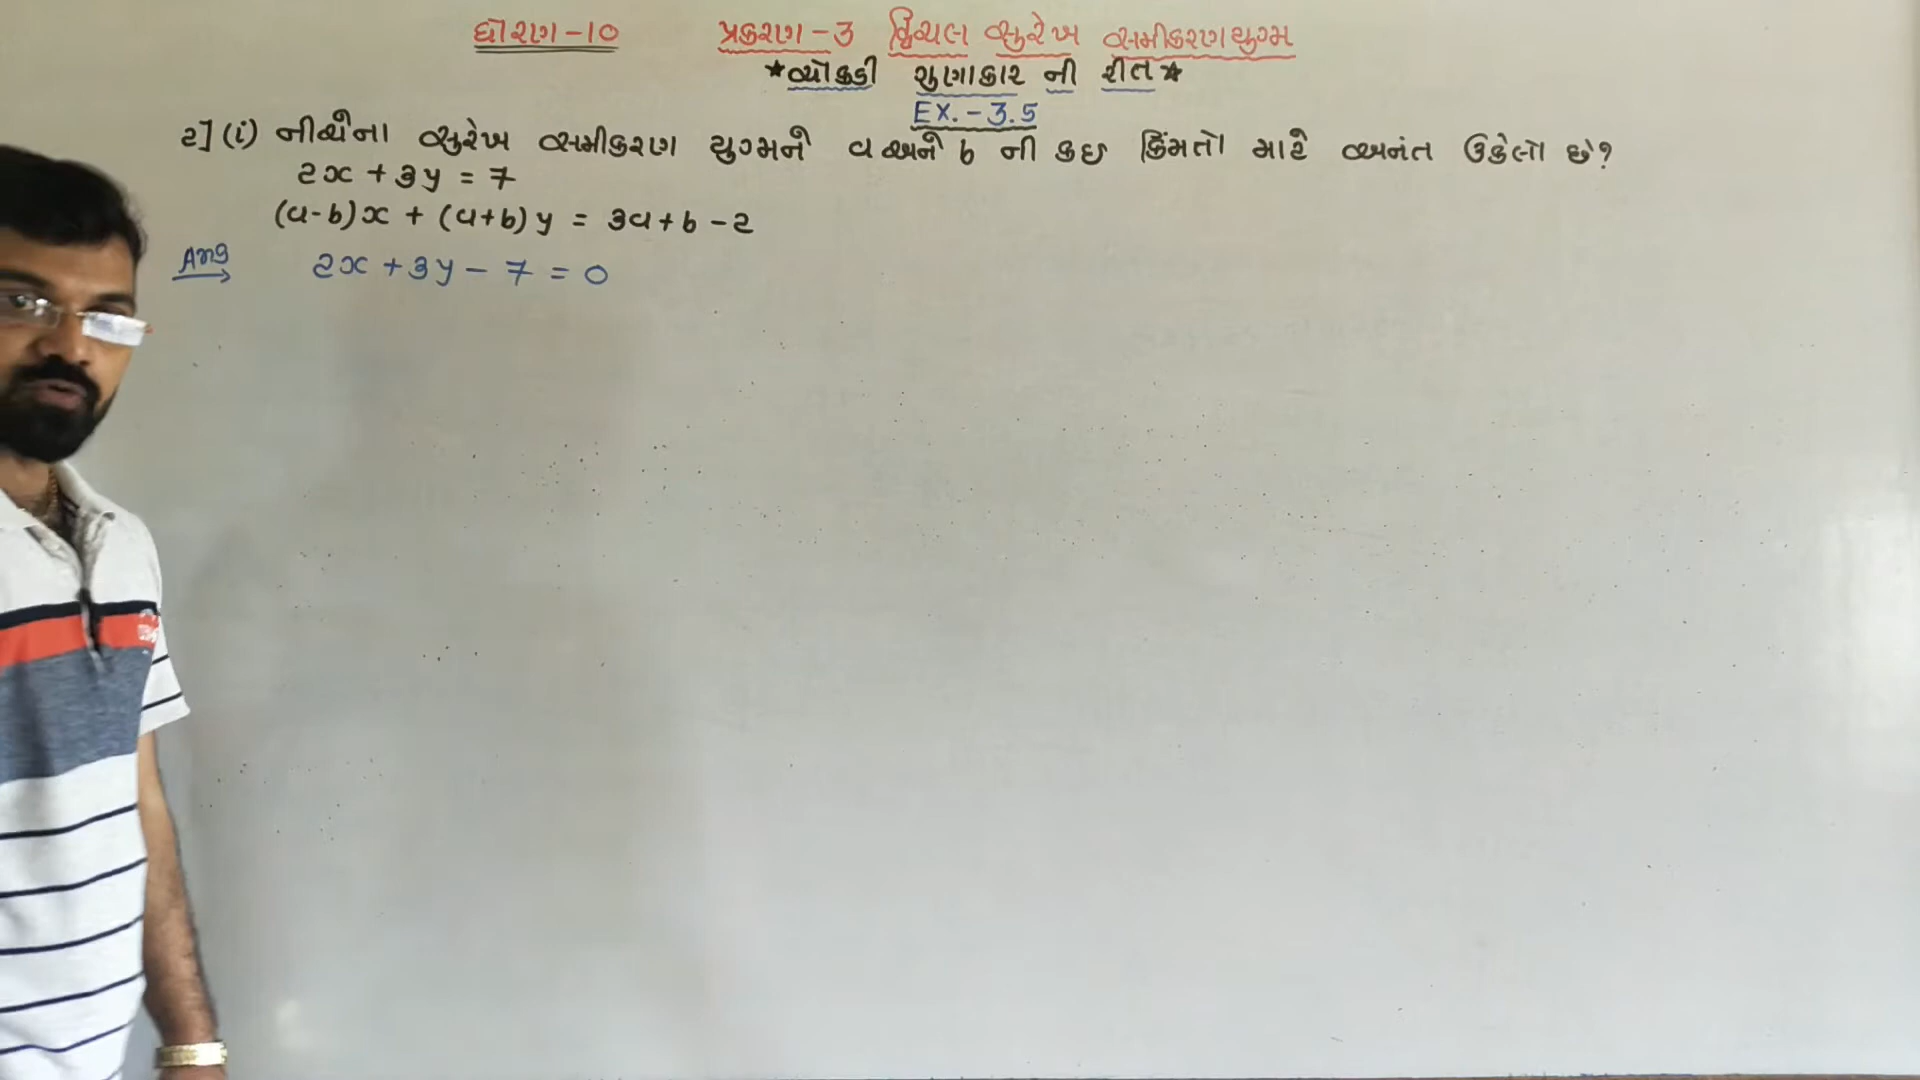 ધોરણ-10 પ્રકરણ-3 દ્વિચલ સુરેખ સમીકરણયુગ્મ
★ચોકડી ગુણાકાર ની રીત★
EX.-3.5
2](i) નીચેના સુરેખ સમીકરણ યુગ્મને a અને b ની કઇ કિંમતો માટે અનંત ઉકેલો છે?
2x + 3y = 7
(a-b)x + (a+b)y = 3a+b-2
Ans 2x + 3y - 7 = 0